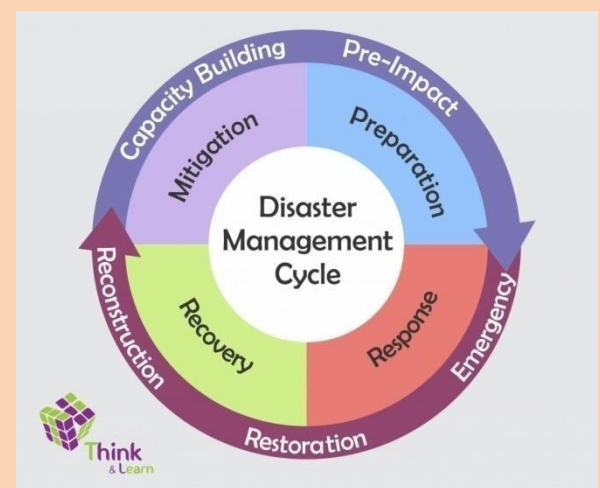 Capacity Building
Pre-Impact
Mitigation
Preparation
Disaster
Management
Cycle
Reconstruction
Recovery
Response
Emergency
Restoration
Think
& Learn